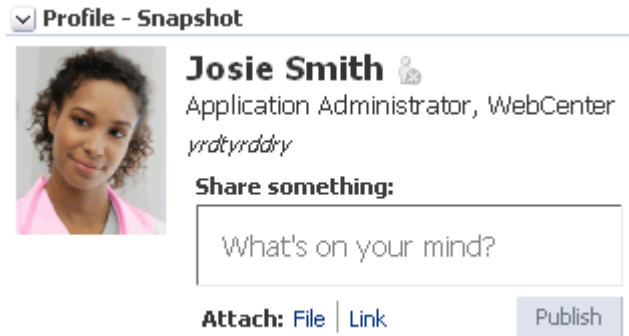 Profile - Snapshot
Josie Smith
Application Administrator, WebCenter
yrdtyrddry
Share something:
What's on your mind?
Attach: File | Link Publish